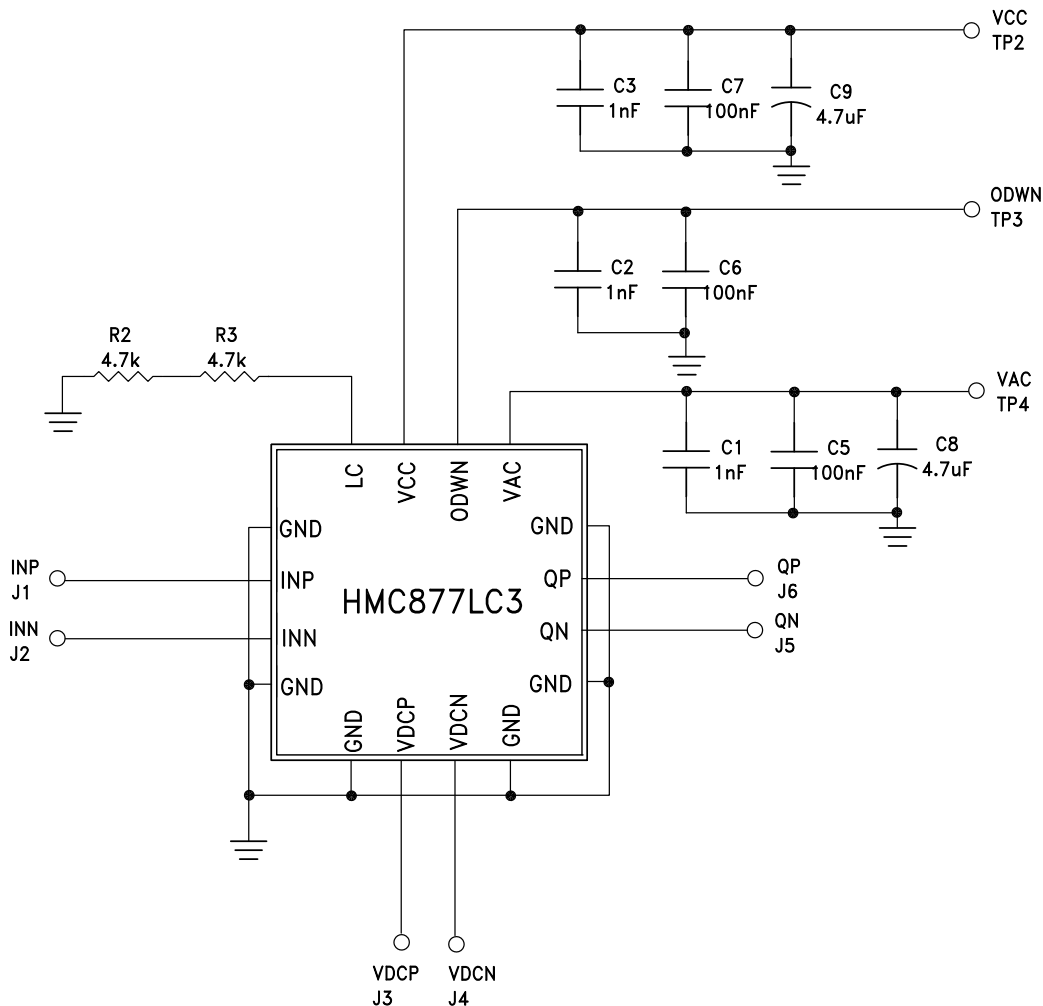 VCC
TP2
C3
1nF
C7
100nF
C9
4.7uF
ODWN
TP3
C2
1nF
C6
100nF
R2
4.7k
R3
4.7k
VAC
TP4
C1
1nF
C5
100nF
C8
4.7uF
LC
VCC
ODWN
VAC
GND
GND
INP
J1
INP
QP
QP
J6
HMC877LC3
INN
J2
INN
QN
QN
J5
GND
GND
GND
VDCP
VDCN
GND
VDCP
J3
VDCN
J4